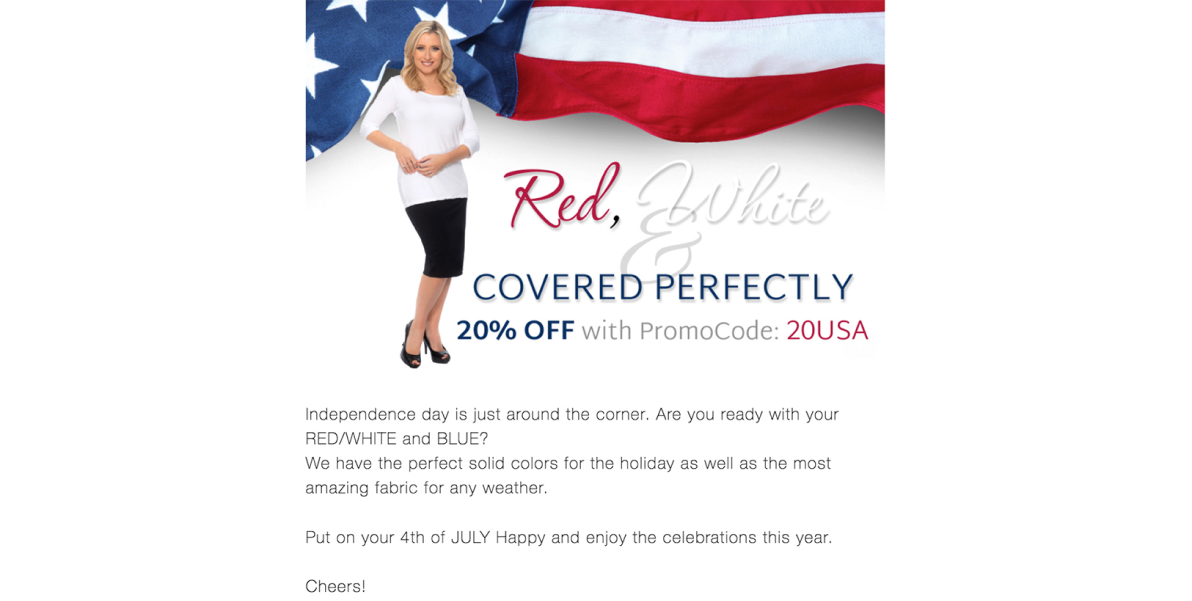 Red, White
&
COVERED PERFECTLY
20% OFF with PromoCode: 20USA
Independence day is just around the corner. Are you ready with your
RED/WHITE and BLUE?
We have the perfect solid colors for the holiday as well as the most
amazing fabric for any weather.
Put on your 4th of JULY Happy and enjoy the celebrations this year.
Cheers!